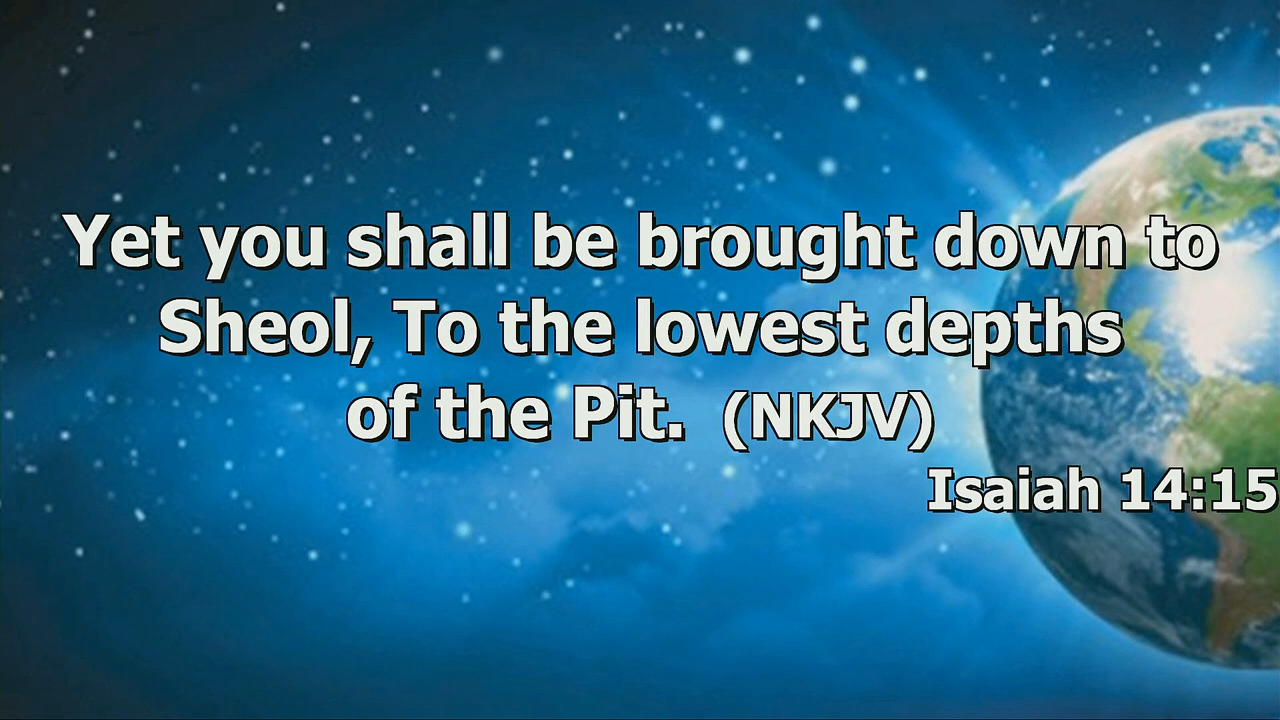 Yet you shall be brought down to
Sheol, To the lowest depths
of the Pit. (NKJV)
Isaiah 14:15